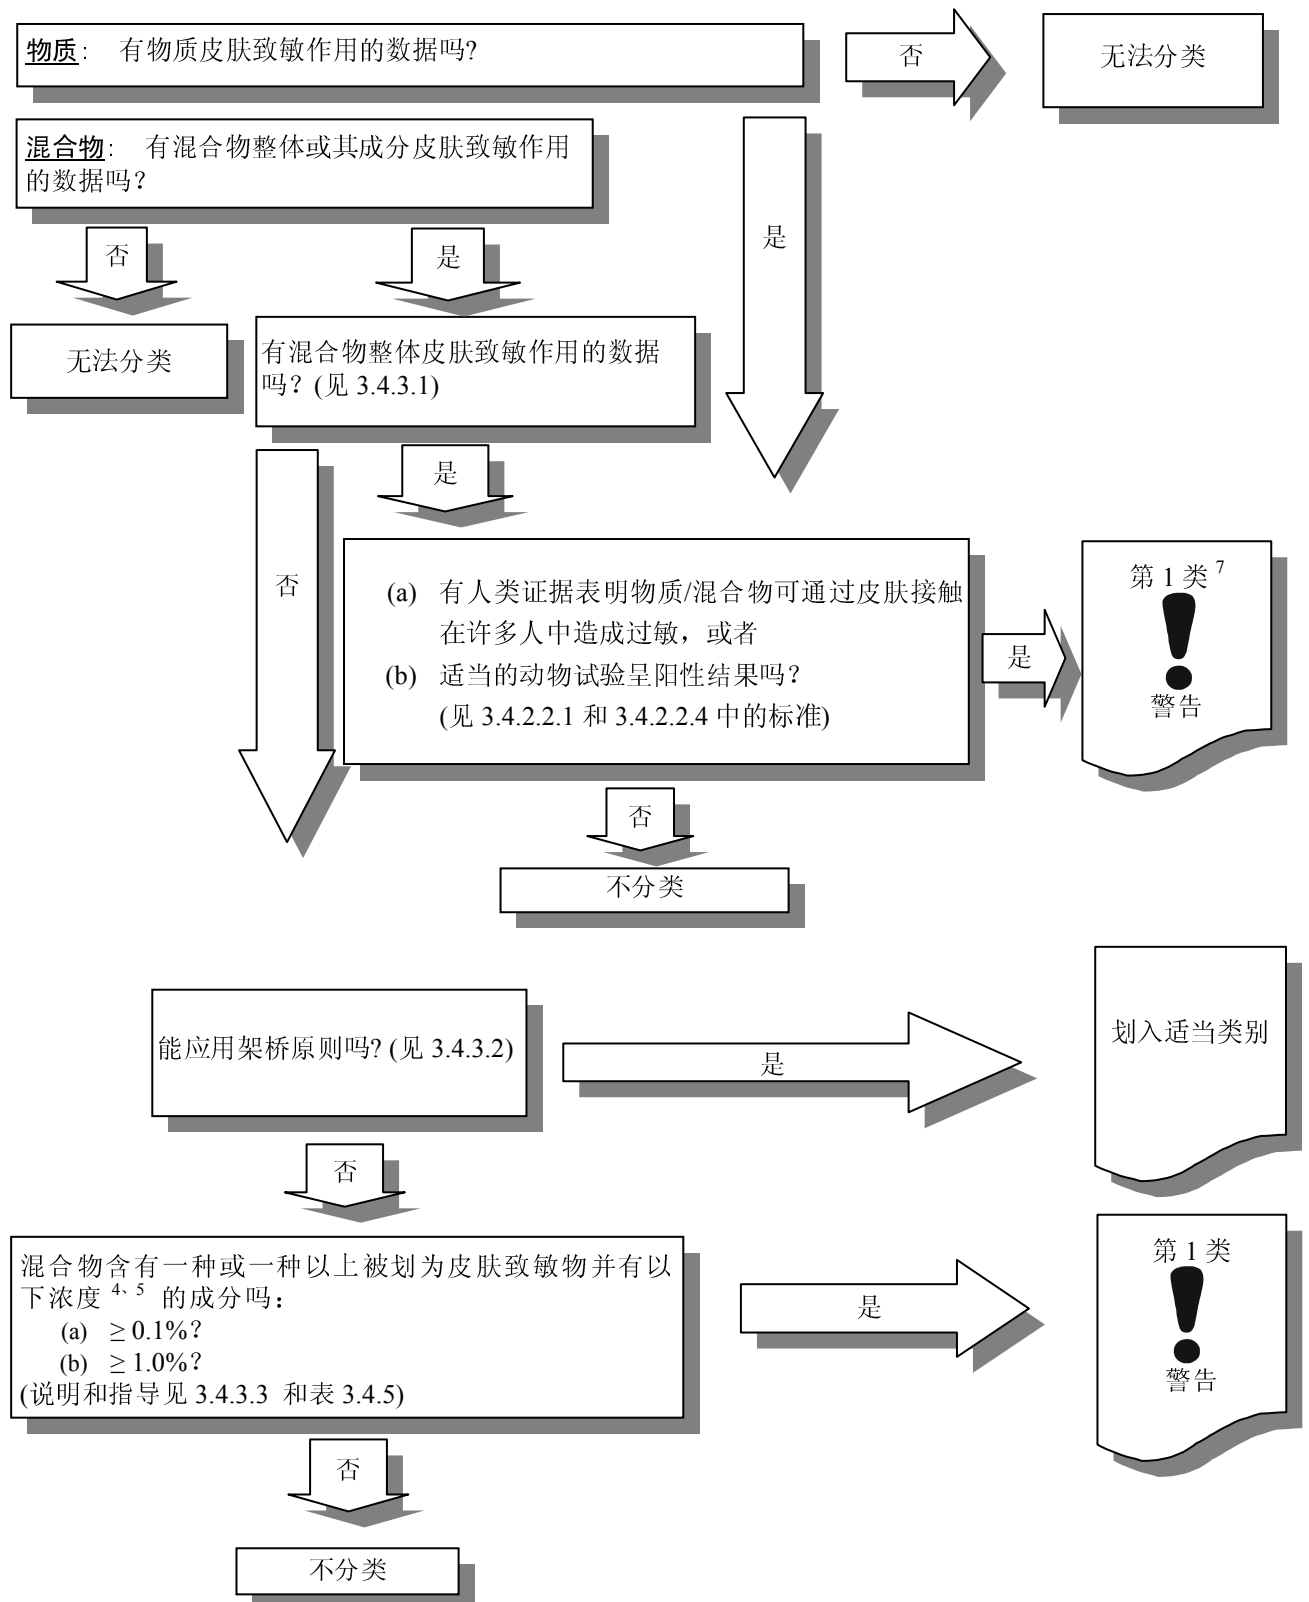 物质： 有物质皮肤致敏作用的数据吗?
否
无法分类
混合物： 有混合物整体或其成分皮肤致敏作用
的数据吗？
是
否
是
无法分类
有混合物整体皮肤致敏作用的数据
吗？(见 3.4.3.1)
是
否
(a) 有人类证据表明物质/混合物可通过皮肤接触
在许多人中造成过敏，或者
(b) 适当的动物试验呈阳性结果吗？
(见 3.4.2.2.1 和 3.4.2.2.4 中的标准)
是
第 1 类 7
警告
否
不分类
能应用架桥原则吗? (见 3.4.3.2)
是
划入适当类别
否
混合物含有一种或一种以上被划为皮肤致敏物并有以
下浓度 4、5 的成分吗：
(a) ≥ 0.1%？
(b) ≥ 1.0%？
(说明和指导见 3.4.3.3 和表 3.4.5)
是
第 1 类
警告
否
不分类